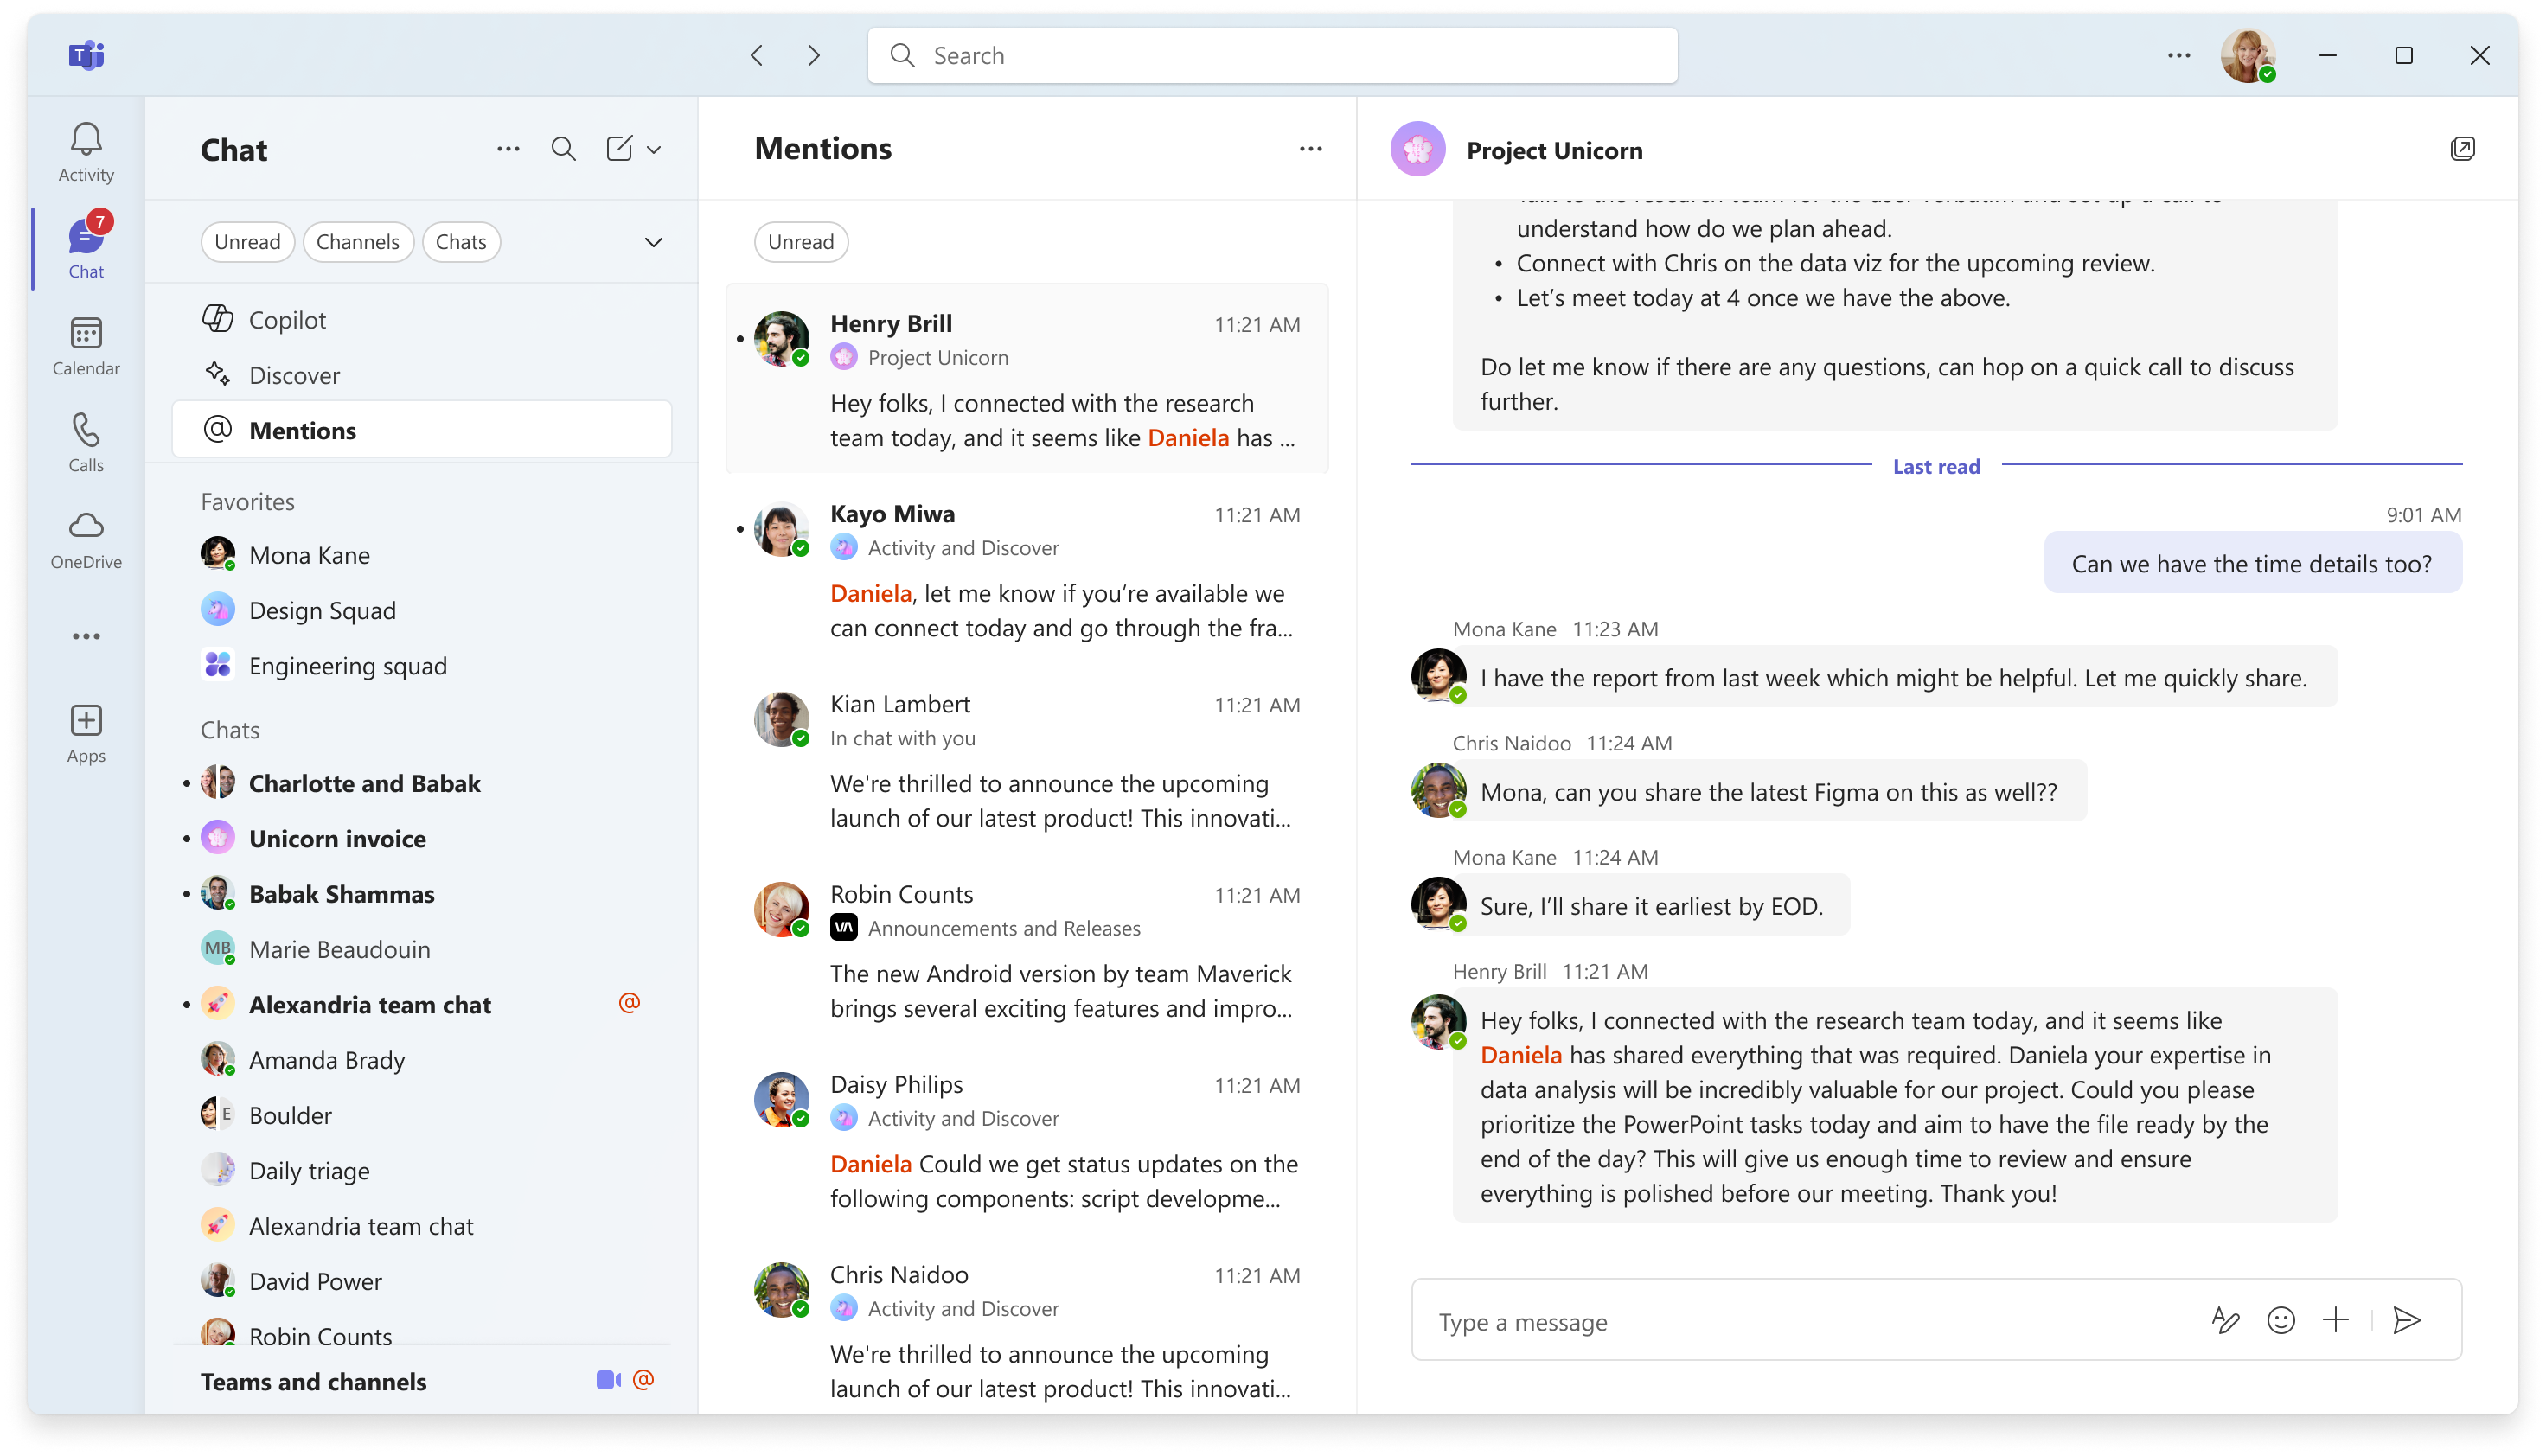 Search
Activity
7
Chat
Calendar
Calls
OneDrive
Apps
Chat
Unread
Channels
Chats
Copilot
Discover
Mentions
Favorites
Mona Kane
Design Squad
Engineering squad
Chats
Charlotte and Babak
Unicorn invoice
Babak Shammas
MB
Marie Beaudouin
Alexandria team chat
@
Amanda Brady
E
Boulder
Daily triage
Alexandria team chat
David Power
Robin Counts
Teams and channels
@
Mentions
Unread
Henry Brill
11:21 AM
Project Unicorn
Hey folks, I connected with the research
team today, and it seems like Daniela has ...
Kayo Miwa
11:21 AM
Activity and Discover
Daniela, let me know if you’re available we
can connect today and go through the fra...
Kian Lambert
11:21 AM
In chat with you
We're thrilled to announce the upcoming
launch of our latest product! This innovati...
Robin Counts
11:21 AM
Announcements and Releases
The new Android version by team Maverick
brings several exciting features and impro...
Daisy Philips
11:21 AM
Activity and Discover
Daniela Could we get status updates on the
following components: script developme...
Chris Naidoo
11:21 AM
Activity and Discover
We're thrilled to announce the upcoming
launch of our latest product! This innovati...
Project Unicorn
Talk to the research team for the user verbatim and set up a call to
understand how do we plan ahead.
• Connect with Chris on the data viz for the upcoming review.
• Let’s meet today at 4 once we have the above.
Do let me know if there are any questions, can hop on a quick call to discuss
further.
Last read
9:01 AM
Can we have the time details too?
Mona Kane 11:23 AM
I have the report from last week which might be helpful. Let me quickly share.
Chris Naidoo 11:24 AM
Mona, can you share the latest Figma on this as well??
Mona Kane 11:24 AM
Sure, I’ll share it earliest by EOD.
Henry Brill 11:21 AM
Hey folks, I connected with the research team today, and it seems like
Daniela has shared everything that was required. Daniela your expertise in
data analysis will be incredibly valuable for our project. Could you please
prioritize the PowerPoint tasks today and aim to have the file ready by the
end of the day? This will give us enough time to review and ensure
everything is polished before our meeting. Thank you!
Type a message